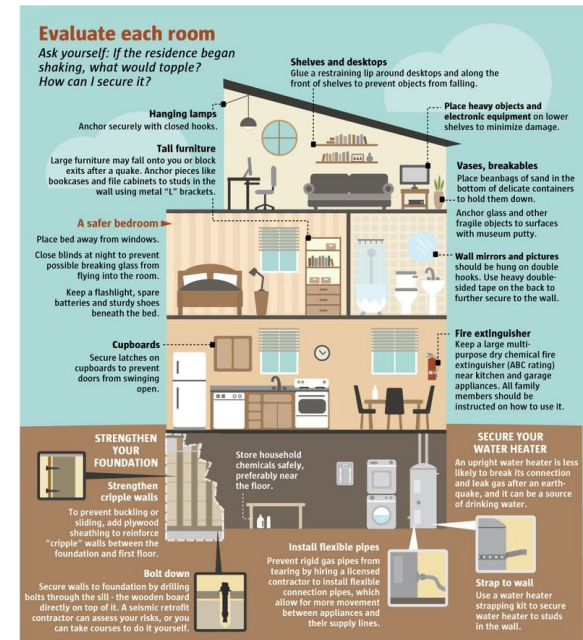 Evaluate each room
Ask yourself: If the residence began
shaking, what would topple?
How can I secure it?
Shelves and desktops
Glue a restraining lip around desktops and along the
front of shelves to prevent objects from falling.
Hanging lamps
Anchor securely with closed hooks.
Tall furniture
Large furniture may fall onto you or block
exits after a quake. Anchor pieces like
bookcases and file cabinets to studs in the
wall using metal "L" brackets.
Place heavy objects and
electronic equipment on lower
shelves to minimize damage.
Vases, breakables
Place beanbags of sand in the
bottom of delicate containers
to hold them down.
Anchor glass and other
fragile objects to surfaces
with museum putty.
A safer bedroom
Place bed away from windows.
Close blinds at night to prevent
possible breaking glass from
flying into the room.
Keep a flashlight, spare
batteries and sturdy shoes
beneath the bed.
Wall mirrors and pictures
should be hung on double
hooks. Use heavy double-
sided tape on the back to
further secure to the wall.
Cupboards
Secure latches on
cupboards to prevent
doors from swinging
open.
Fire extinguisher
Keep a large multi-
purpose dry chemical fire
extinguisher (ABC rating)
near kitchen and garage
appliances. All family
members should be
instructed on how to use it.
STRENGTHEN
YOUR
FOUNDATION
Strengthen
cripple walls
To prevent buckling or
sliding, add plywood
sheathing to reinforce
"cripple" walls between the
foundation and first floor.
Bolt down
Secure walls to foundation by drilling
bolts through the sill - the wooden board
directly on top of it. A seismic retrofit
contractor can assess your risks, or you
can take courses to do it yourself.
Store household
chemicals safely,
preferably near
the floor.
Install flexible pipes
Prevent rigid gas pipes from
tearing by hiring a licensed
contractor to install flexible
connection pipes, which
allow for more movement
between appliances and
their supply lines.
SECURE YOUR
WATER HEATER
An upright water heater is less
likely to break its connection
and leak gas after an earth-
quake, and it can be a source
of drinking water.
Strap to wall
Use a water heater
strapping kit to secure
water heater to studs
in the wall.